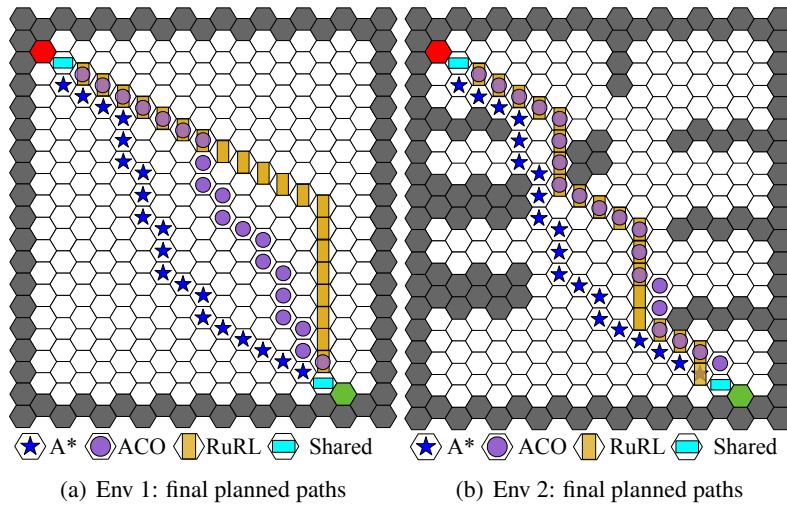 A* ACO RuRL Shared
A* ACO RuRL Shared
(a) Env 1: final planned paths
(b) Env 2: final planned paths